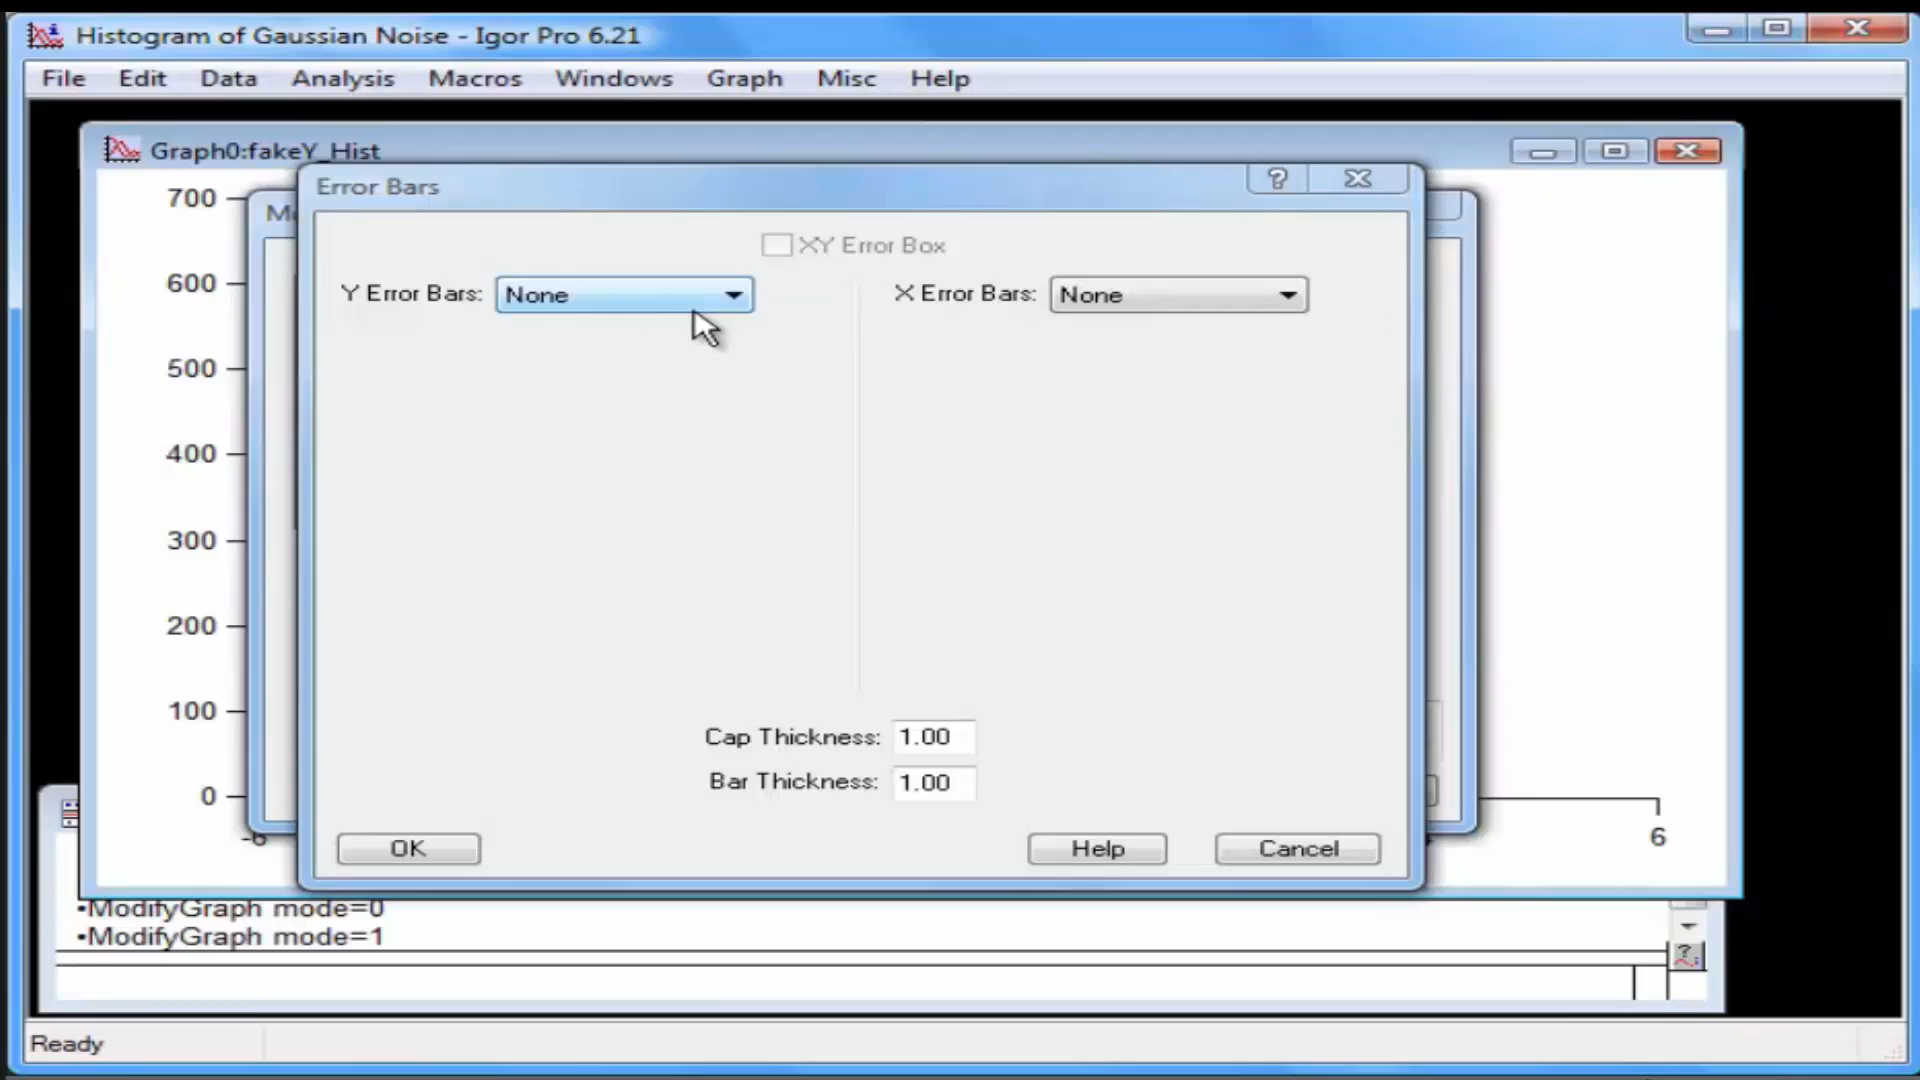 Histogram of Gaussian Noise - Igor Pro 6.21
File Edit Data Analysis Macros Windows Graph Misc Help
Graph0:fakeY_Hist
Error Bars
XY Error Box
Y Error Bars: None
X Error Bars: None
700
600
500
400
300
200
100
0
-6
6
Cap Thickness: 1.00
Bar Thickness: 1.00
OK
Help
Cancel
•ModifyGraph mode=0
•ModifyGraph mode=1
Ready